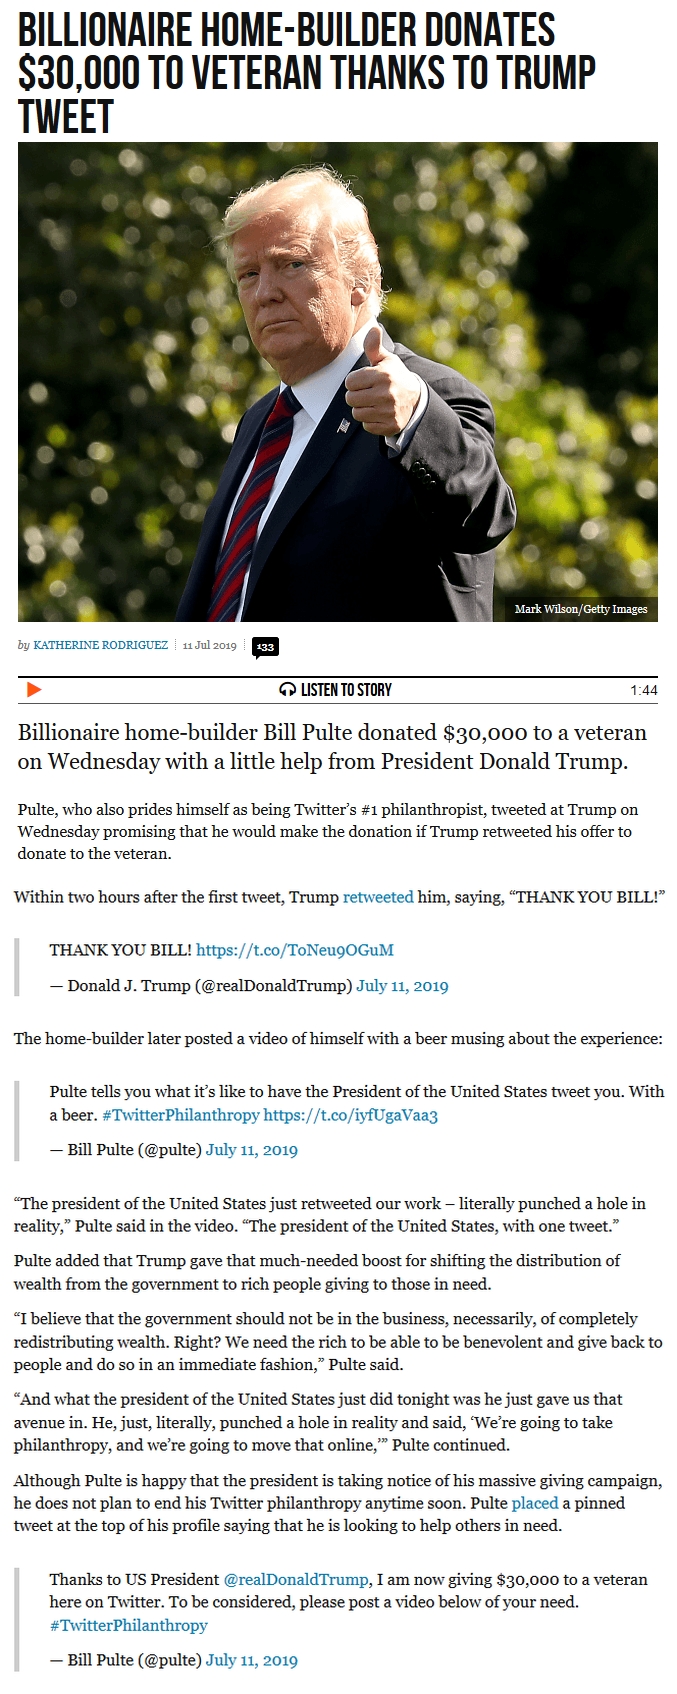 BILLIONAIRE HOME-BUILDER DONATES
$30,000 TO VETERAN THANKS TO TRUMP
TWEET
Mark Wilson/Getty Images
by KATHERINE RODRIGUEZ 11 Jul 2019 133
LISTEN TO STORY 1:44
Billionaire home-builder Bill Pulte donated $30,000 to a veteran
on Wednesday with a little help from President Donald Trump.
Pulte, who also prides himself as being Twitter’s #1 philanthropist, tweeted at Trump on
Wednesday promising that he would make the donation if Trump retweeted his offer to
donate to the veteran.
Within two hours after the first tweet, Trump retweeted him, saying, “THANK YOU BILL!”
THANK YOU BILL! https://t.co/ToNeu9OGuM
— Donald J. Trump (@realDonaldTrump) July 11, 2019
The home-builder later posted a video of himself with a beer musing about the experience:
Pulte tells you what it’s like to have the President of the United States tweet you. With
a beer. #TwitterPhilanthropy https://t.co/iyfUgaVaa3
— Bill Pulte (@pulte) July 11, 2019
“The president of the United States just retweeted our work – literally punched a hole in
reality,” Pulte said in the video. “The president of the United States, with one tweet.”
Pulte added that Trump gave that much-needed boost for shifting the distribution of
wealth from the government to rich people giving to those in need.
“I believe that the government should not be in the business, necessarily, of completely
redistributing wealth. Right? We need the rich to be able to be benevolent and give back to
people and do so in an immediate fashion,” Pulte said.
“And what the president of the United States just did tonight was he just gave us that
avenue in. He, just, literally, punched a hole in reality and said, ‘We’re going to take
philanthropy, and we’re going to move that online,’” Pulte continued.
Although Pulte is happy that the president is taking notice of his massive giving campaign,
he does not plan to end his Twitter philanthropy anytime soon. Pulte placed a pinned
tweet at the top of his profile saying that he is looking to help others in need.
Thanks to US President @realDonaldTrump, I am now giving $30,000 to a veteran
here on Twitter. To be considered, please post a video below of your need.
#TwitterPhilanthropy
— Bill Pulte (@pulte) July 11, 2019